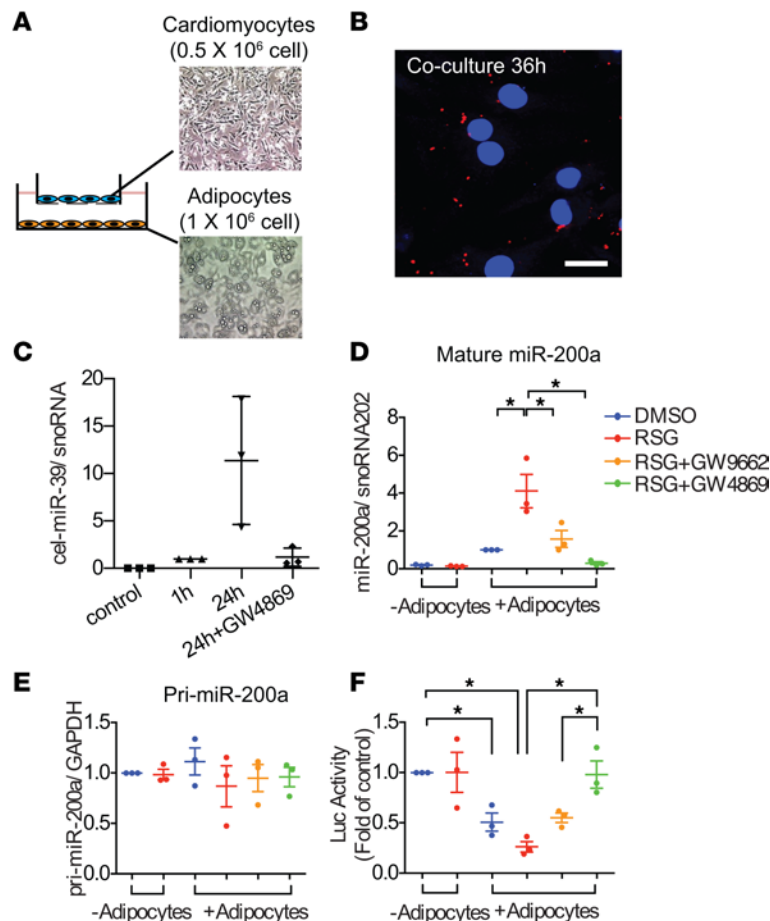 A
Cardiomyocytes
(0.5 X 10⁶ cell)
Adipocytes
(1 X 10⁶ cell)
B
Co-culture 36h
C
cel-miR-39/ snoRNA
20
15
10
5
0
control
1h
24h
24h+GW4869
D
Mature miR-200a
miR-200a/ snoRNA202
8
6
4
2
0
* * *
-Adipocytes +Adipocytes
DMSO
RSG
RSG+GW9662
RSG+GW4869
E
Pri-miR-200a
pri-miR-200a/ GAPDH
1.5
1.0
0.5
0.0
-Adipocytes +Adipocytes
F
Luc Activity
(Fold of control)
1.5
1.0
0.5
0.0
* * * *
-Adipocytes +Adipocytes